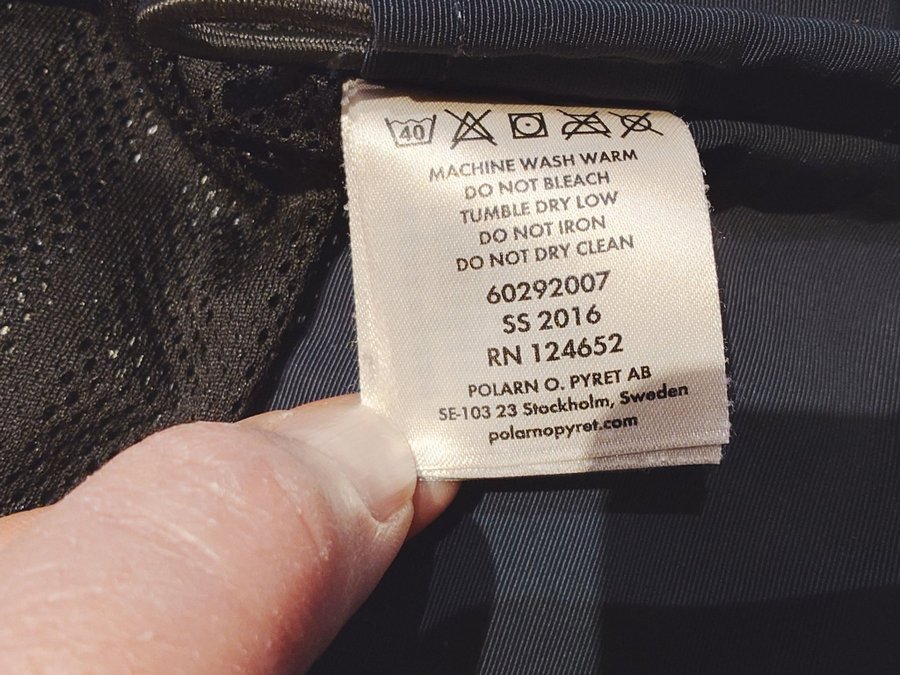 40
MACHINE WASH WARM
DO NOT BLEACH
TUMBLE DRY LOW
DO NOT IRON
DO NOT DRY CLEAN
60292007
SS 2016
RN 124652
POLARN O. PYRET AB
SE-103 23 Stockholm, Sweden
polarnopyret.com